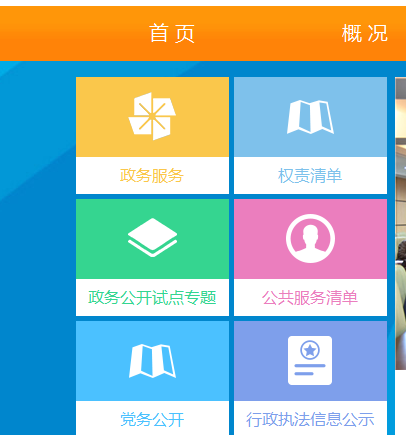 首页
概况
政务服务
权责清单
政务公开试点专题
公共服务清单
党务公开
行政执法信息公示